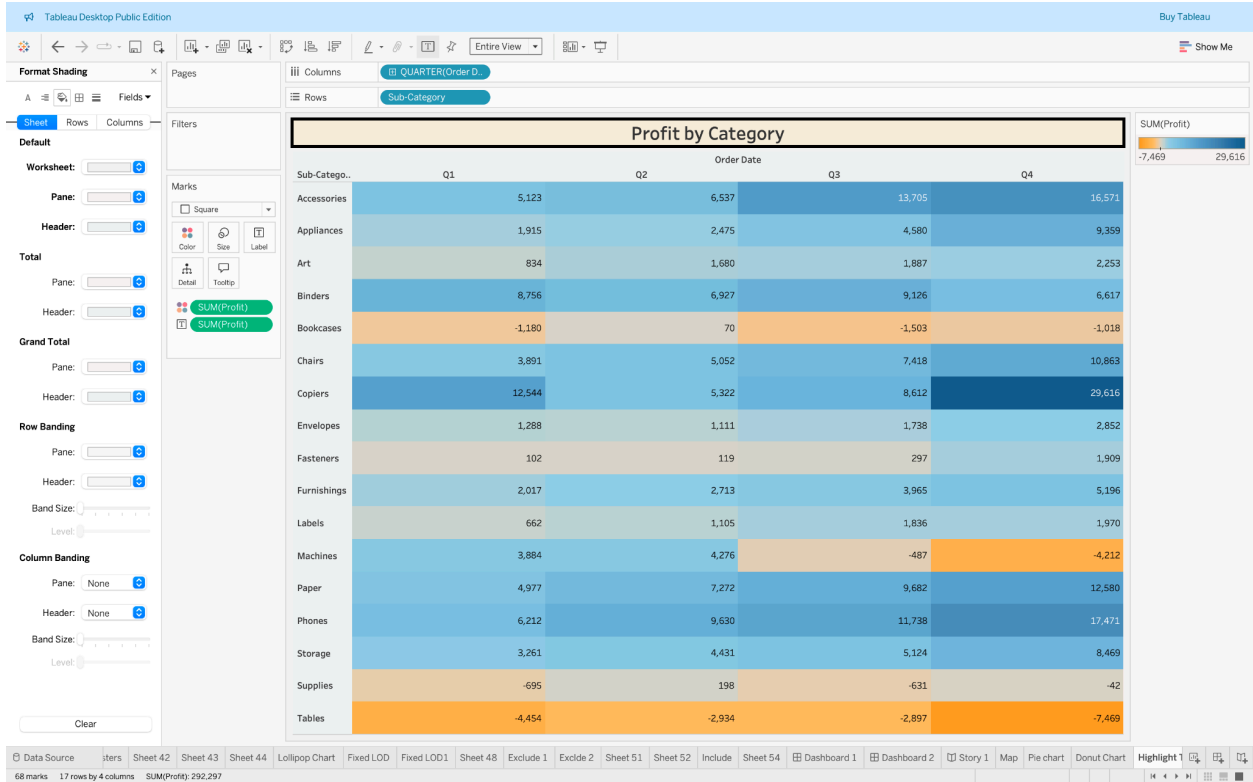 Tableau Desktop Public Edition Buy Tableau
Entire View Show Me
Format Shading × Pages Columns QUARTER(Order D..
Fields Rows Sub-Category
Sheet Rows Columns Filters Profit by Category SUM(Profit)
Default Order Date -7,469 29,616
Sub-Catego.. Q1 Q2 Q3 Q4
Worksheet:
Marks
Pane: Square Accessories 5,123 6,537 13,705 16,571
Header: Appliances 1,915 2,475 4,580 9,359
Color Size Label
Total Art 834 1,680 1,887 2,253
Pane: Detail Tooltip
Header: SUM(Profit) Binders 8,756 6,927 9,126 6,617
SUM(Profit) Bookcases -1,180 70 -1,503 -1,018
Grand Total
Pane: Chairs 3,891 5,052 7,418 10,863
Header: Copiers 12,544 5,322 8,612 29,616
Row Banding Envelopes 1,288 1,111 1,738 2,852
Pane: Fasteners 102 119 297 1,909
Header: Furnishings 2,017 2,713 3,965 5,196
Band Size:
Level: Labels 662 1,105 1,836 1,970
Column Banding Machines 3,884 4,276 -487 -4,212
Pane: None Paper 4,977 7,272 9,682 12,580
Header: None Phones 6,212 9,630 11,738 17,471
Band Size:
Level: Storage 3,261 4,431 5,124 8,469
Supplies -695 198 -631 -42
Clear Tables -4,454 -2,934 -2,897 -7,469
Data Source sters Sheet 42 Sheet 43 Sheet 44 Lollipop Chart Fixed LOD Fixed LOD1 Sheet 48 Exclude 1 Exclde 2 Sheet 51 Sheet 52 Include Sheet 54 Dashboard 1 Dashboard 2 Story 1 Map Pie chart Donut Chart Highlight T
68 marks 17 rows by 4 columns SUM(Profit): 292,297